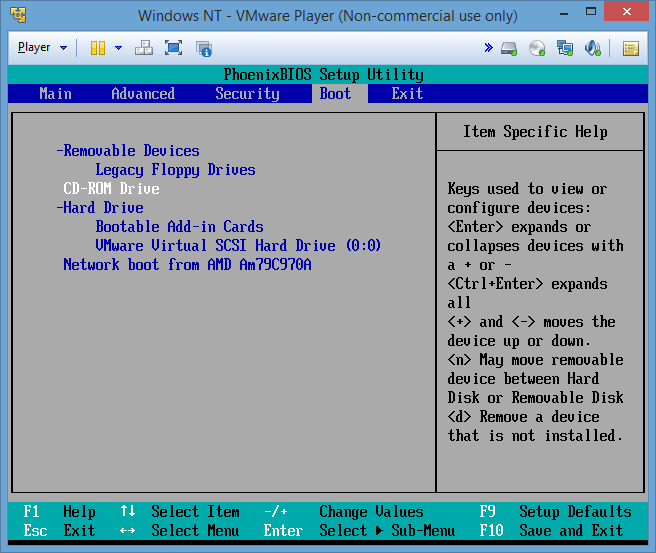 Windows NT - VMware Player (Non-commercial use only)
Player
PhoenixBIOS Setup Utility
Main Advanced Security Boot Exit
-Removable Devices
Legacy Floppy Drives
CD-ROM Drive
-Hard Drive
Bootable Add-in Cards
VMware Virtual SCSI Hard Drive (0:0)
Network boot from AMD Am79C970A
Item Specific Help
Keys used to view or
configure devices:
<Enter> expands or
collapses devices with
a + or -
<Ctrl+Enter> expands
all
<+> and <-> moves the
device up or down.
<n> May move removable
device between Hard
Disk or Removable Disk
<d> Remove a device
that is not installed.
F1 Help ↑↓ Select Item -/+ Change Values F9 Setup Defaults
Esc Exit ↔ Select Menu Enter Select ▶ Sub-Menu F10 Save and Exit